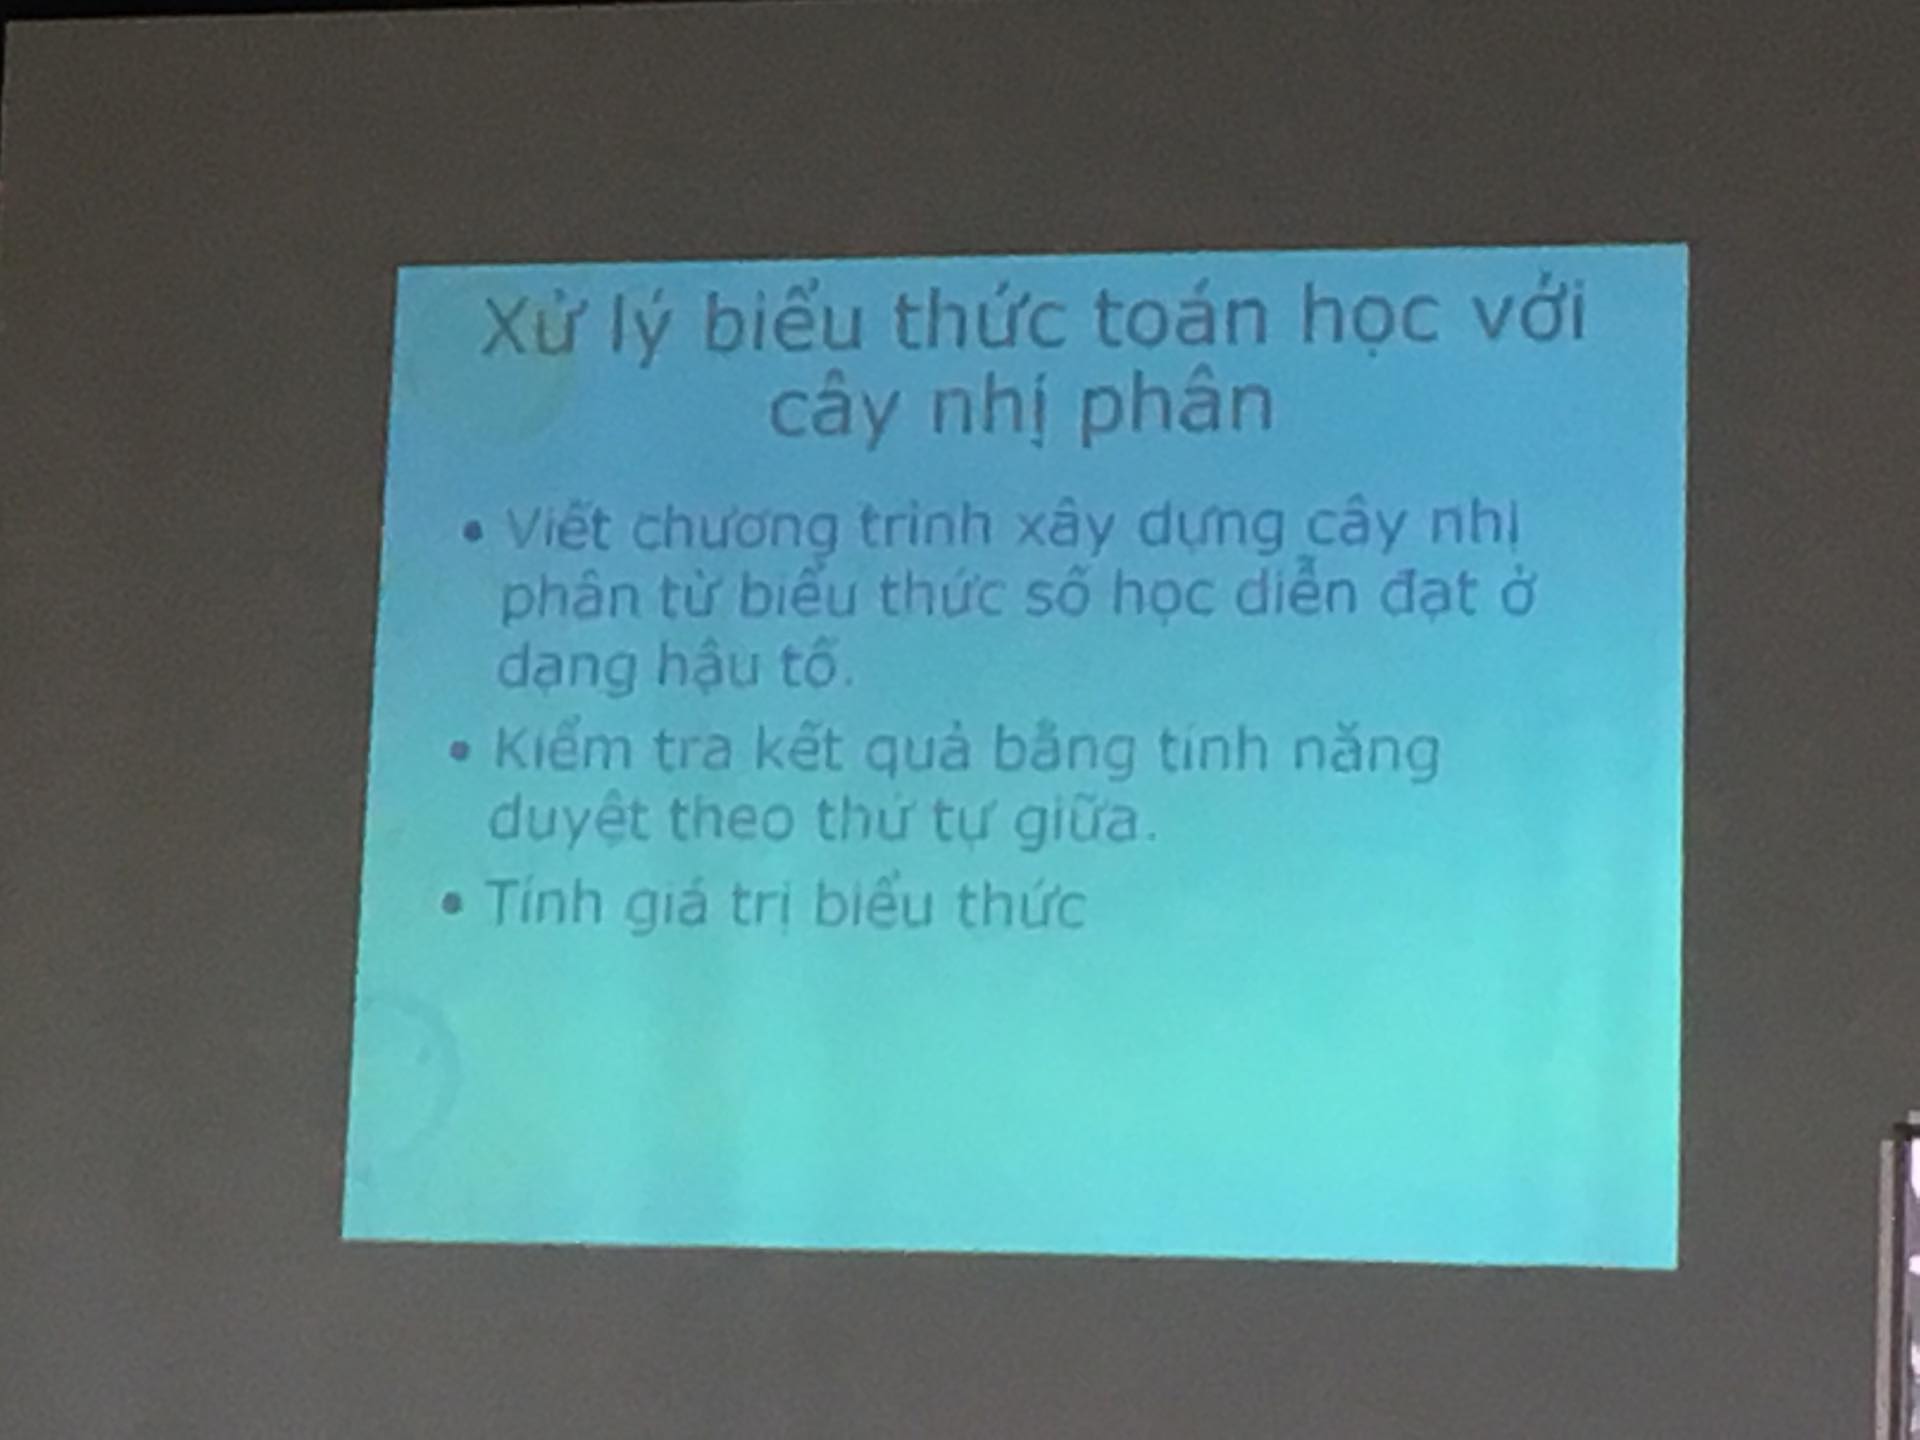 Xử lý biểu thức toán học với
cây nhị phân
• Viết chương trình xây dựng cây nhị
phân từ biểu thức số học diễn đạt ở
dạng hậu tố.
• Kiểm tra kết quả bằng tính năng
duyệt theo thứ tự giữa.
• Tính giá trị biểu thức